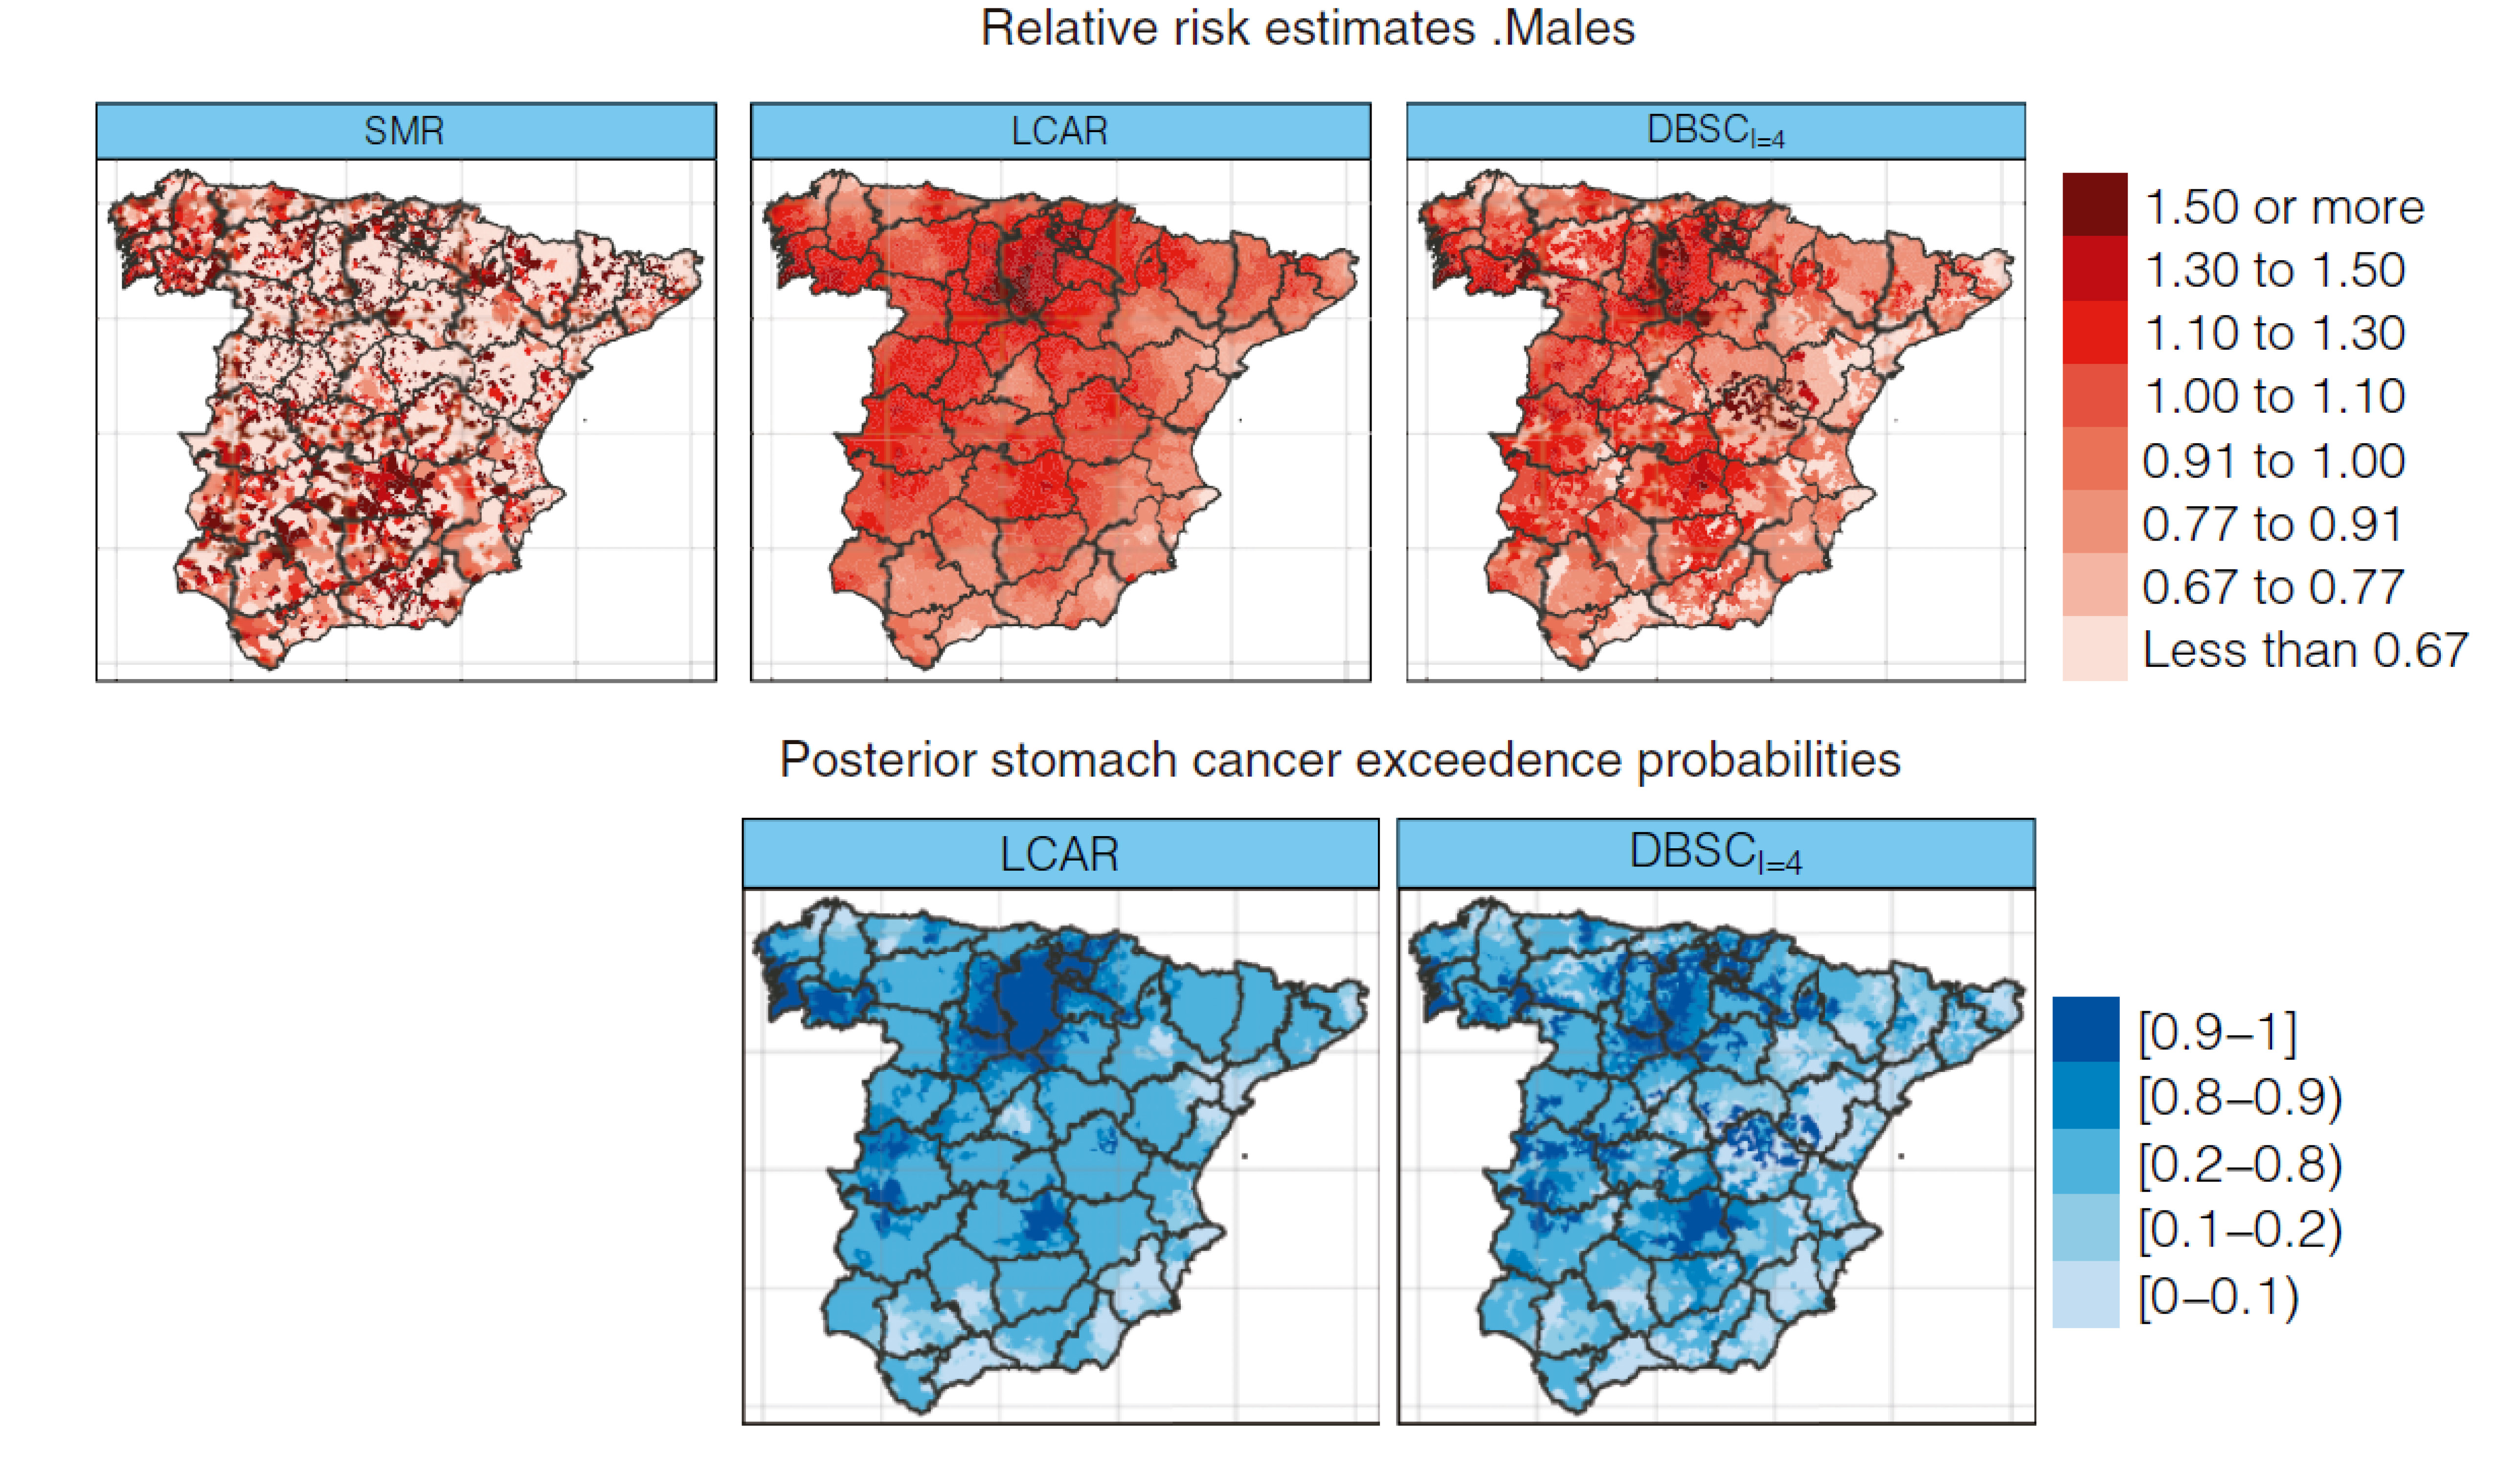 Relative risk estimates .Males
SMR
LCAR
DBSCl=4
1.50 or more
1.30 to 1.50
1.10 to 1.30
1.00 to 1.10
0.91 to 1.00
0.77 to 0.91
0.67 to 0.77
Less than 0.67
Posterior stomach cancer exceedence probabilities
LCAR
DBSCl=4
[0.9–1]
[0.8–0.9)
[0.2–0.8)
[0.1–0.2)
[0–0.1)